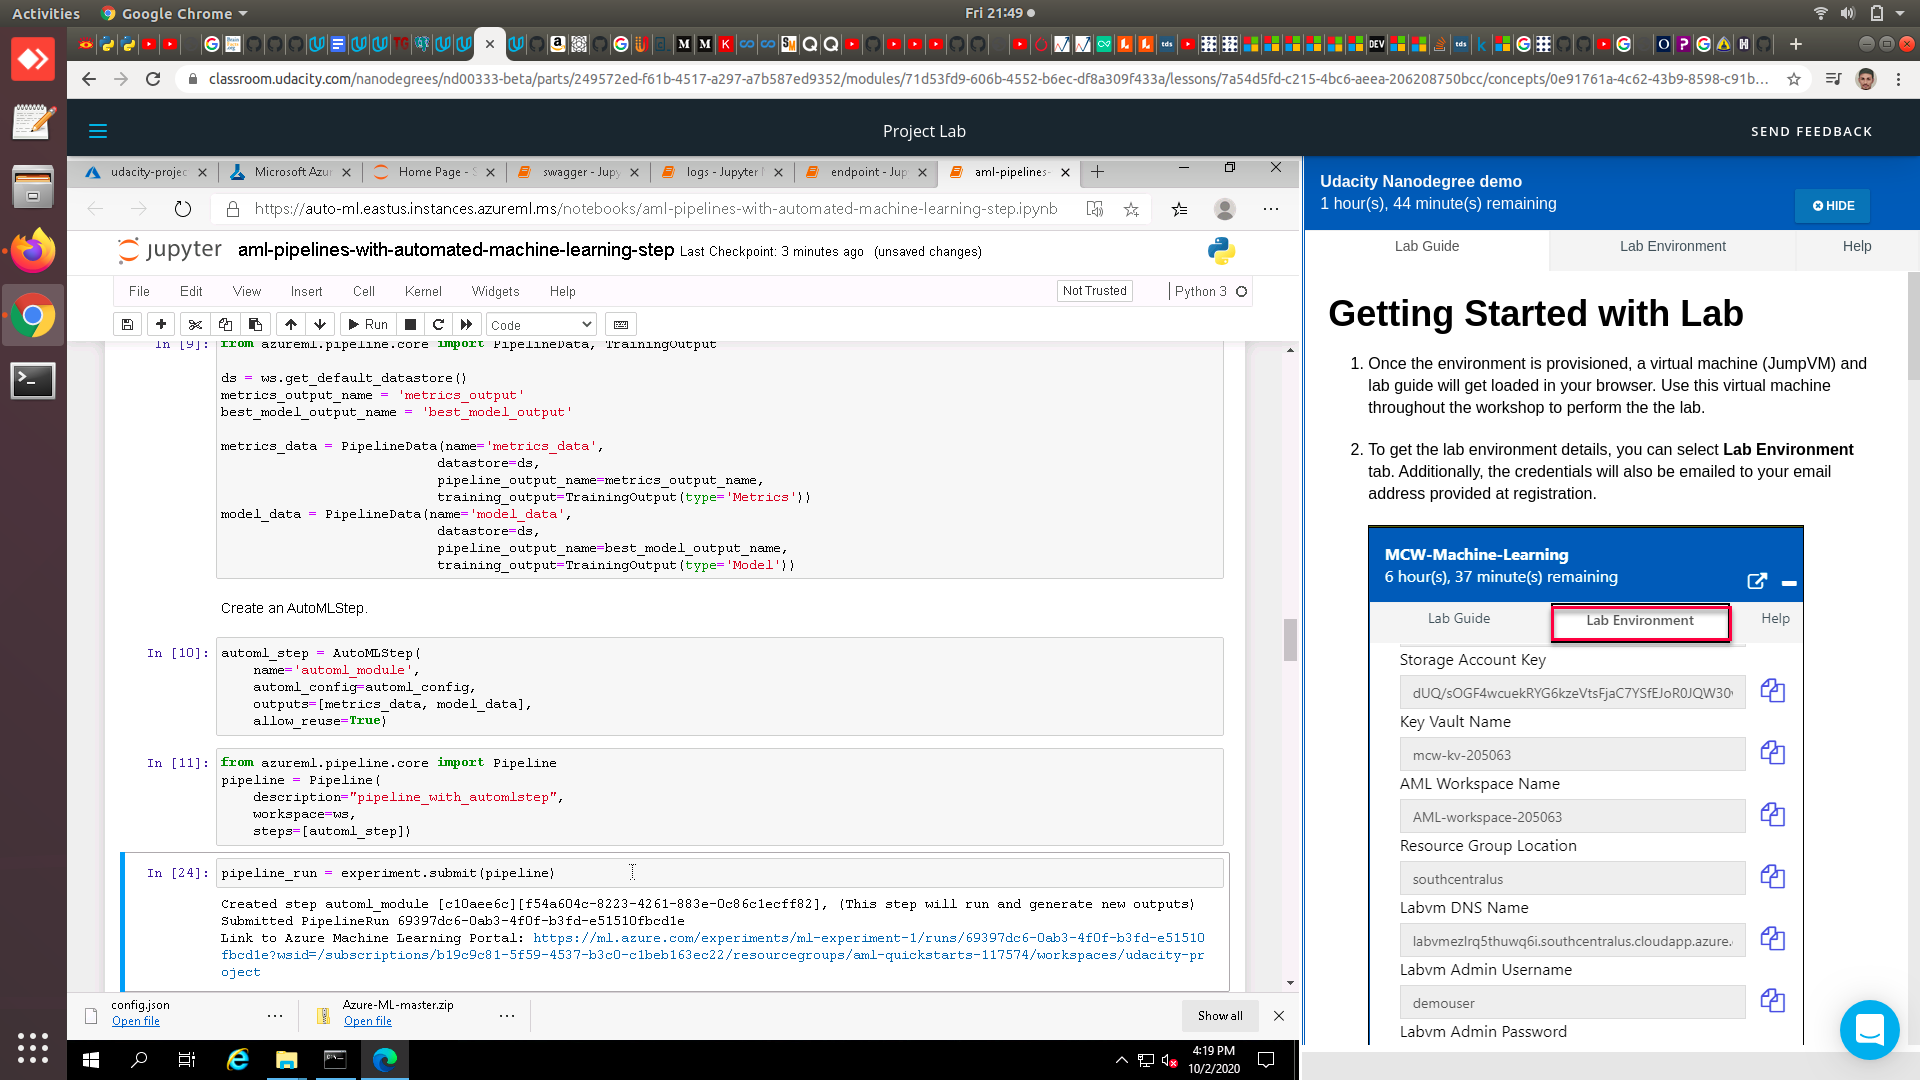 Activities
Google Chrome
Fri 21:49
classroom.udacity.com/nanodegrees/nd00333-beta/parts/249572ed-f61b-4517-a297-a7b587ed9352/modules/71d53fd9-606b-4552-b6ec-df8a309f433a/lessons/7a54d5fd-c215-4bc6-aeea-206208750bcc/concepts/0e91761a-4c62-43b9-8598-c91b...
Project Lab
SEND FEEDBACK
udacity-projec
Microsoft Azur
Home Page - S
swagger - Jupy
logs - Jupyter N
endpoint - Jup
aml-pipelines-
https://auto-ml.eastus.instances.azureml.ms/notebooks/aml-pipelines-with-automated-machine-learning-step.ipynb
jupyter
aml-pipelines-with-automated-machine-learning-step Last Checkpoint: 3 minutes ago (unsaved changes)
File Edit View Insert Cell Kernel Widgets Help
Not Trusted
Python 3
Run
Code
In [9]: from azureml.pipeline.core import PipelineData, TrainingOutput
ds = ws.get_default_datastore()
metrics_output_name = 'metrics_output'
best_model_output_name = 'best_model_output'
metrics_data = PipelineData(name='metrics_data',
datastore=ds,
pipeline_output_name=metrics_output_name,
training_output=TrainingOutput(type='Metrics'))
model_data = PipelineData(name='model_data',
datastore=ds,
pipeline_output_name=best_model_output_name,
training_output=TrainingOutput(type='Model'))
Create an AutoMLStep.
In [10]: automl_step = AutoMLStep(
name='automl_module',
automl_config=automl_config,
outputs=[metrics_data, model_data],
allow_reuse=True)
In [11]: from azureml.pipeline.core import Pipeline
pipeline = Pipeline(
description="pipeline_with_automlstep",
workspace=ws,
steps=[automl_step])
In [24]: pipeline_run = experiment.submit(pipeline)
Created step automl_module [c10aee6c][f54a604c-8223-4261-883e-0c86c1ecff82], (This step will run and generate new outputs)
Submitted PipelineRun 69397dc6-0ab3-4f0f-b3fd-e51510fbcd1e
Link to Azure Machine Learning Portal: https://ml.azure.com/experiments/ml-experiment-1/runs/69397dc6-0ab3-4f0f-b3fd-e51510
fbcd1e?wsid=/subscriptions/b19c9c81-5f59-4537-b3c0-c1beb163ec22/resourcegroups/aml-quickstarts-117574/workspaces/udacity-pr
oject
config.json
Open file
Azure-ML-master.zip
Open file
Show all
4:19 PM
10/2/2020
Udacity Nanodegree demo
1 hour(s), 44 minute(s) remaining
HIDE
Lab Guide
Lab Environment
Help
Getting Started with Lab
1. Once the environment is provisioned, a virtual machine (JumpVM) and
lab guide will get loaded in your browser. Use this virtual machine
throughout the workshop to perform the the lab.
2. To get the lab environment details, you can select Lab Environment
tab. Additionally, the credentials will also be emailed to your email
address provided at registration.
MCW-Machine-Learning
6 hour(s), 37 minute(s) remaining
Lab Guide
Lab Environment
Help
Storage Account Key
dUQ/sOGF4wcuekRYG6kzeVtsFjaC7YSfEJoR0JQW30
Key Vault Name
mcw-kv-205063
AML Workspace Name
AML-workspace-205063
Resource Group Location
southcentralus
Labvm DNS Name
labvmezlrq5thuwq6i.southcentralus.cloudapp.azure.
Labvm Admin Username
demouser
Labvm Admin Password